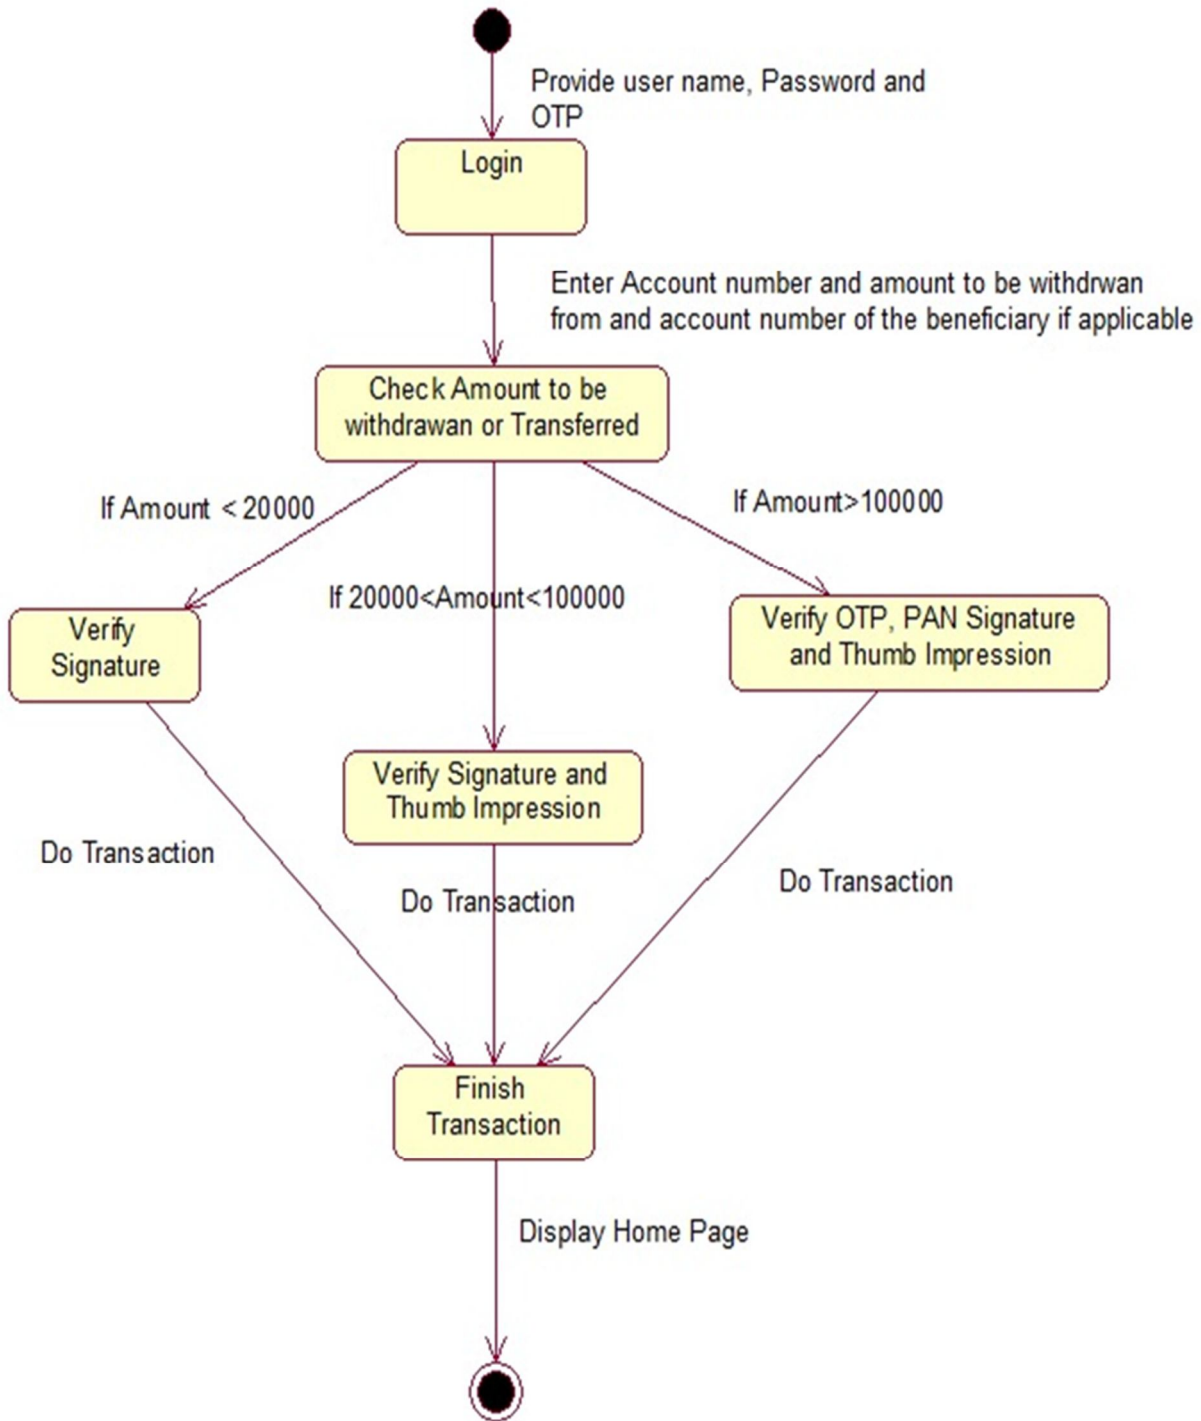 Provide user name, Password and
OTP
Login
Enter Account number and amount to be withdrwan
from and account number of the beneficiary if applicable
Check Amount to be
withdrawan or Transferred
If Amount < 20000
If Amount>100000
If 20000<Amount<100000
Verify
Signature
Verify OTP, PAN Signature
and Thumb Impression
Verify Signature and
Thumb Impression
Do Transaction
Do Transaction
Do Transaction
Finish
Transaction
Display Home Page